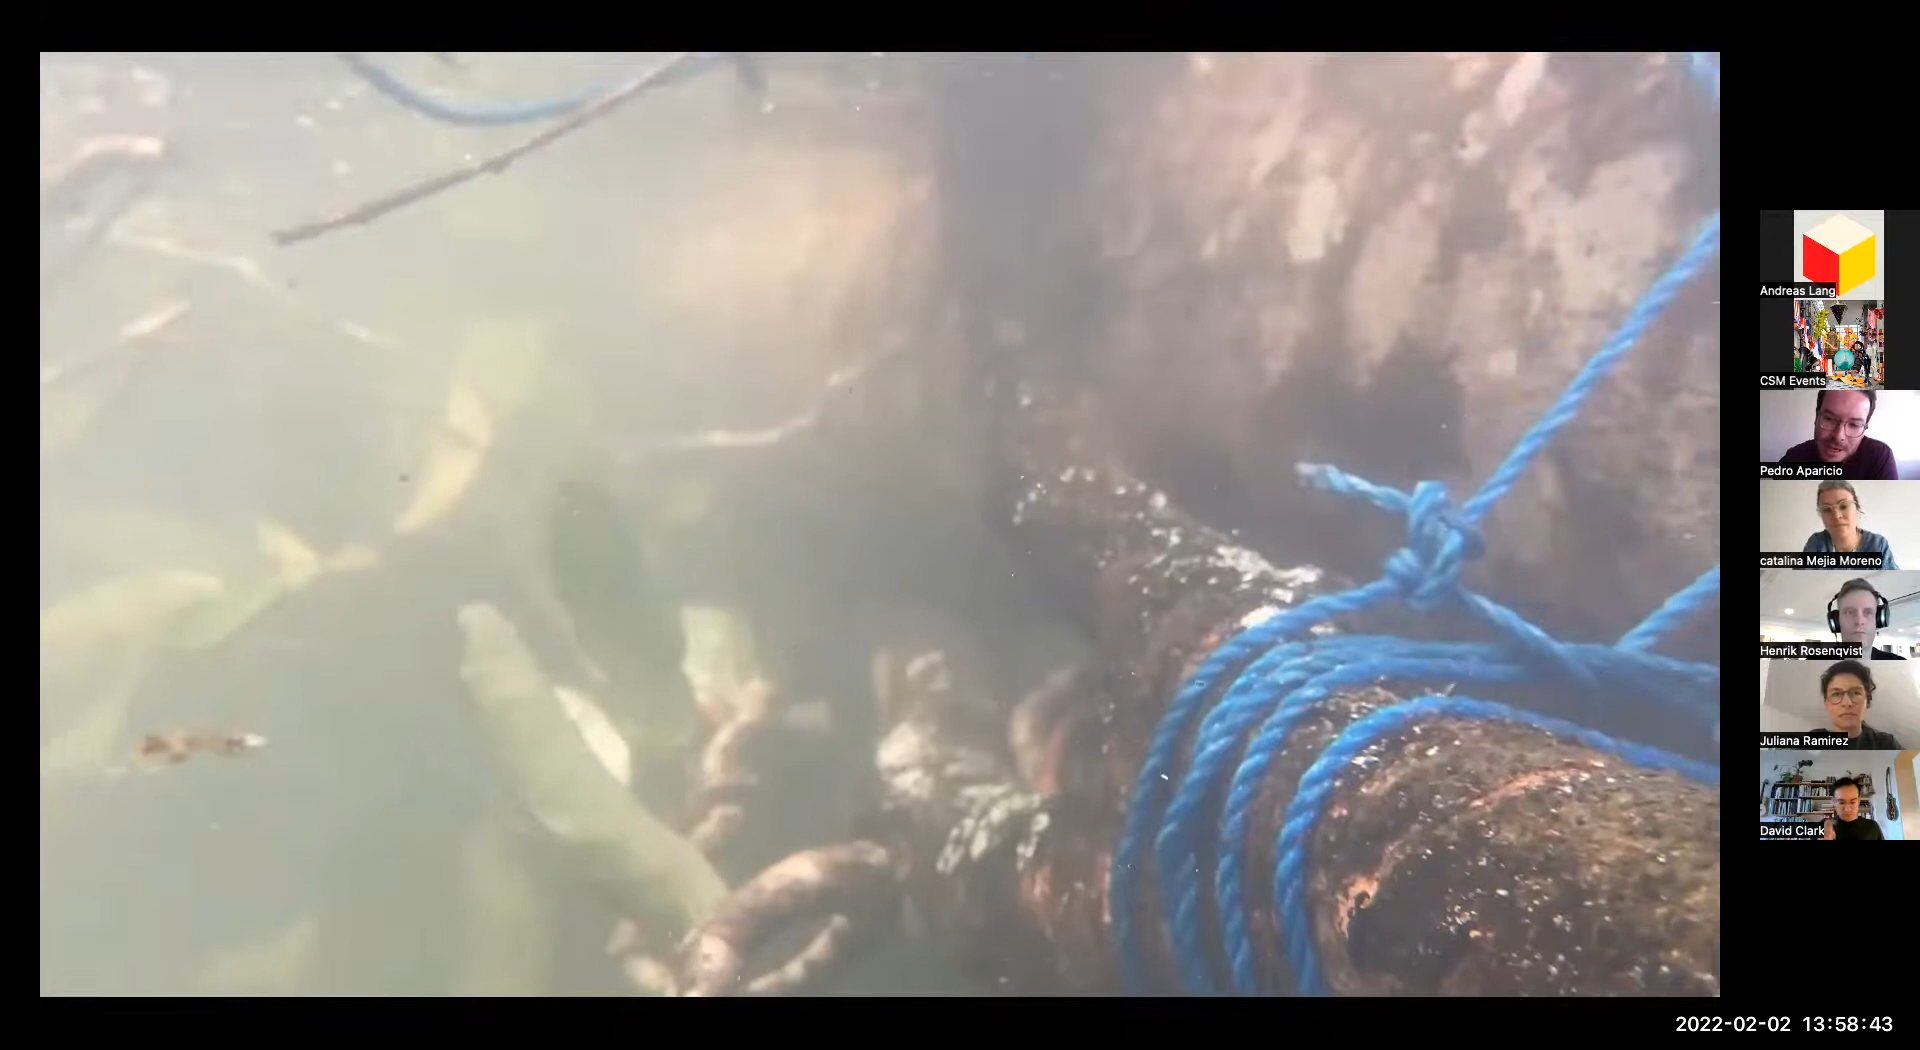 Andreas Lang
CSM Events
Pedro Aparicio
catalina Mejia Moreno
Henrik Rosenqvist
Juliana Ramirez
David Clark
2022-02-02 13:58:43